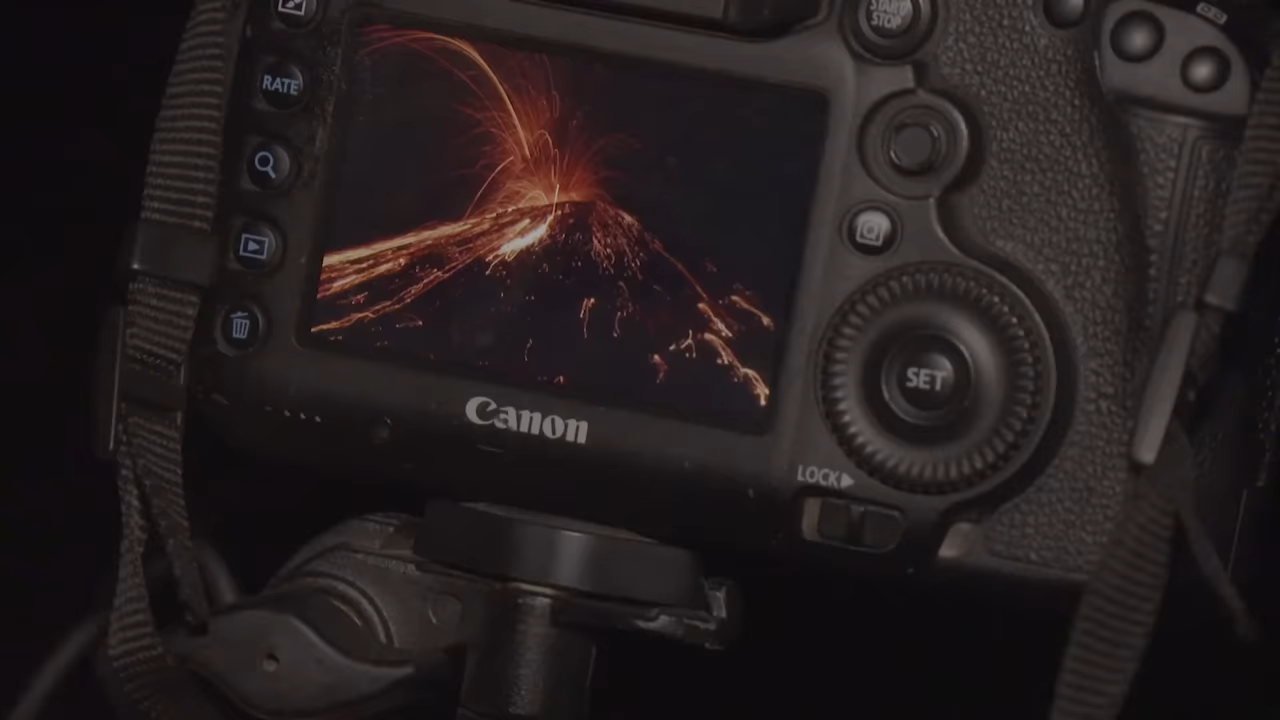 START/
STOP
RATE
Q
SET
Canon
LOCK▶